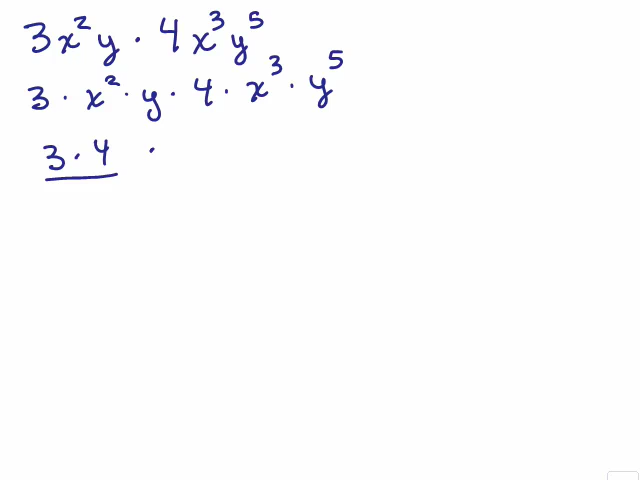 3x²y · 4x³y⁵
3 · x² · y · 4 · x³ · y⁵
3 · 4 ·